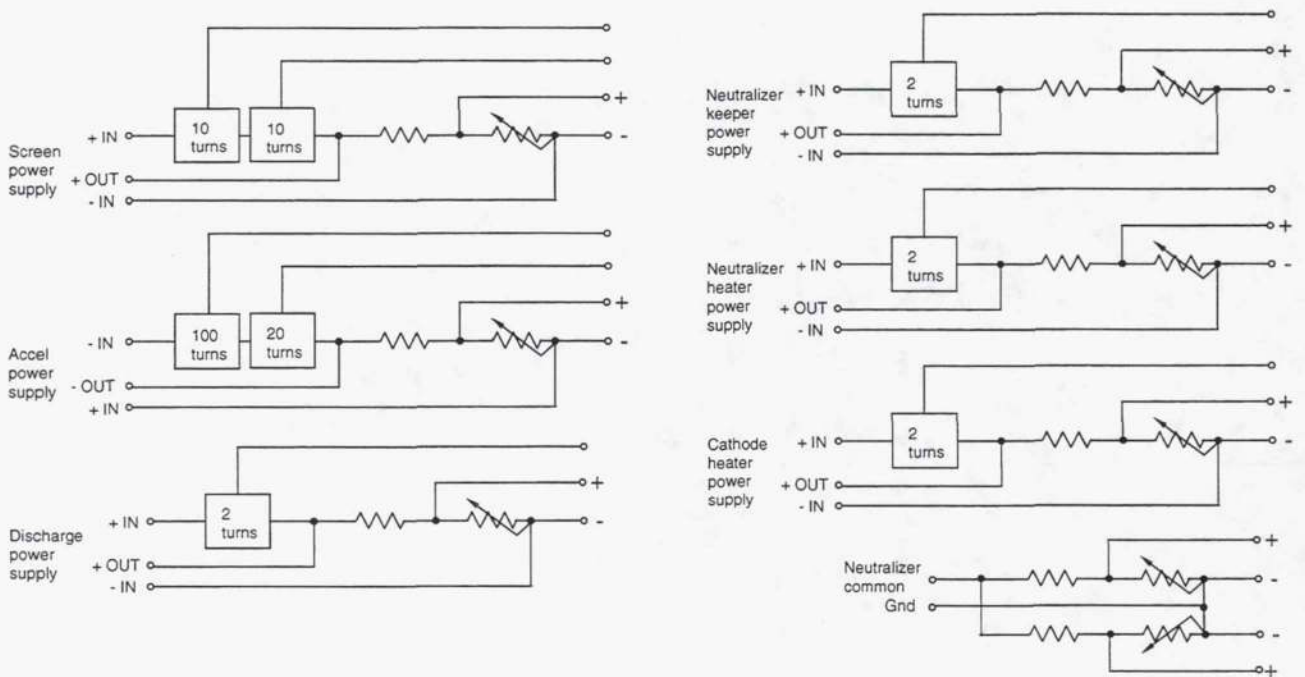 Screen
power
supply
+ IN
10
turns
10
turns
+
-
+ OUT
- IN
Accel
power
supply
- IN
100
turns
20
turns
+
-
- OUT
+ IN
Discharge
power
supply
+ IN
2
turns
+
-
+ OUT
- IN
Neutralizer
keeper
power
supply
+ IN
2
turns
+
-
+ OUT
- IN
Neutralizer
heater
power
supply
+ IN
2
turns
+
-
+ OUT
- IN
Cathode
heater
power
supply
+ IN
2
turns
+
-
+ OUT
- IN
Neutralizer
common
Gnd
+
-
-
+